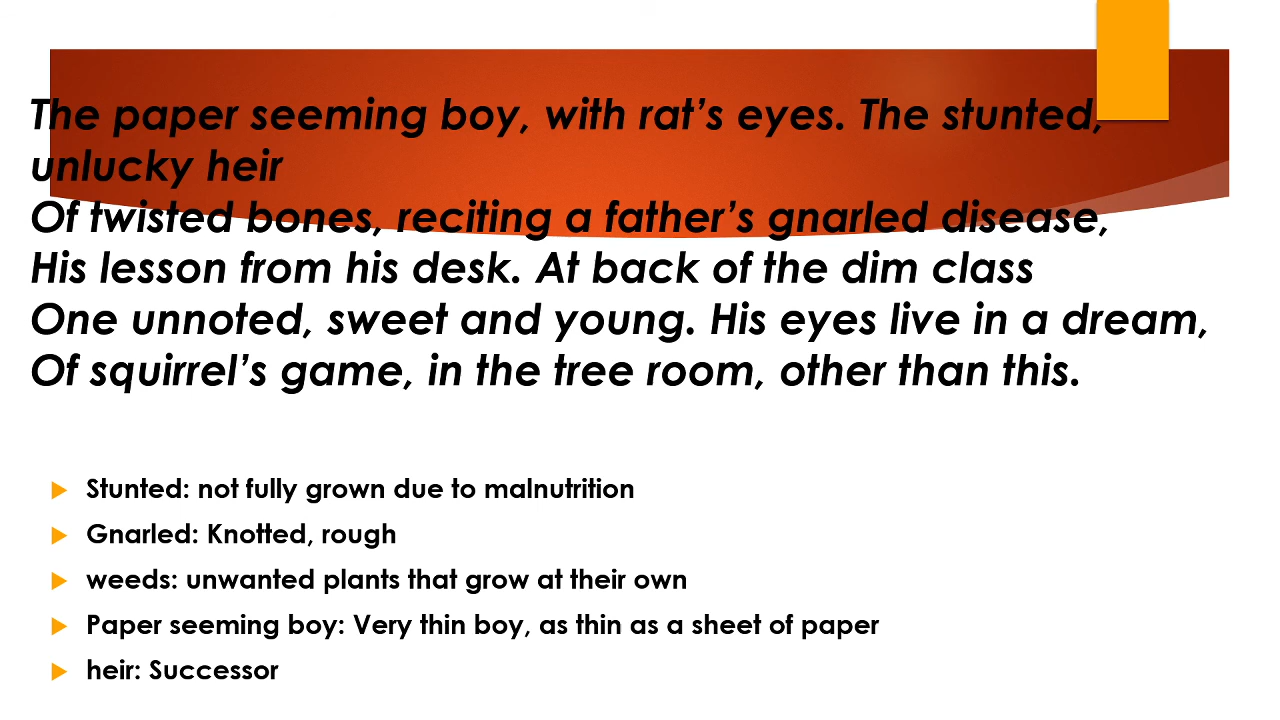 The paper seeming boy, with rat’s eyes. The stunted,
unlucky heir
Of twisted bones, reciting a father’s gnarled disease,
His lesson from his desk. At back of the dim class
One unnoted, sweet and young. His eyes live in a dream,
Of squirrel’s game, in the tree room, other than this.
Stunted: not fully grown due to malnutrition
Gnarled: Knotted, rough
weeds: unwanted plants that grow at their own
Paper seeming boy: Very thin boy, as thin as a sheet of paper
heir: Successor